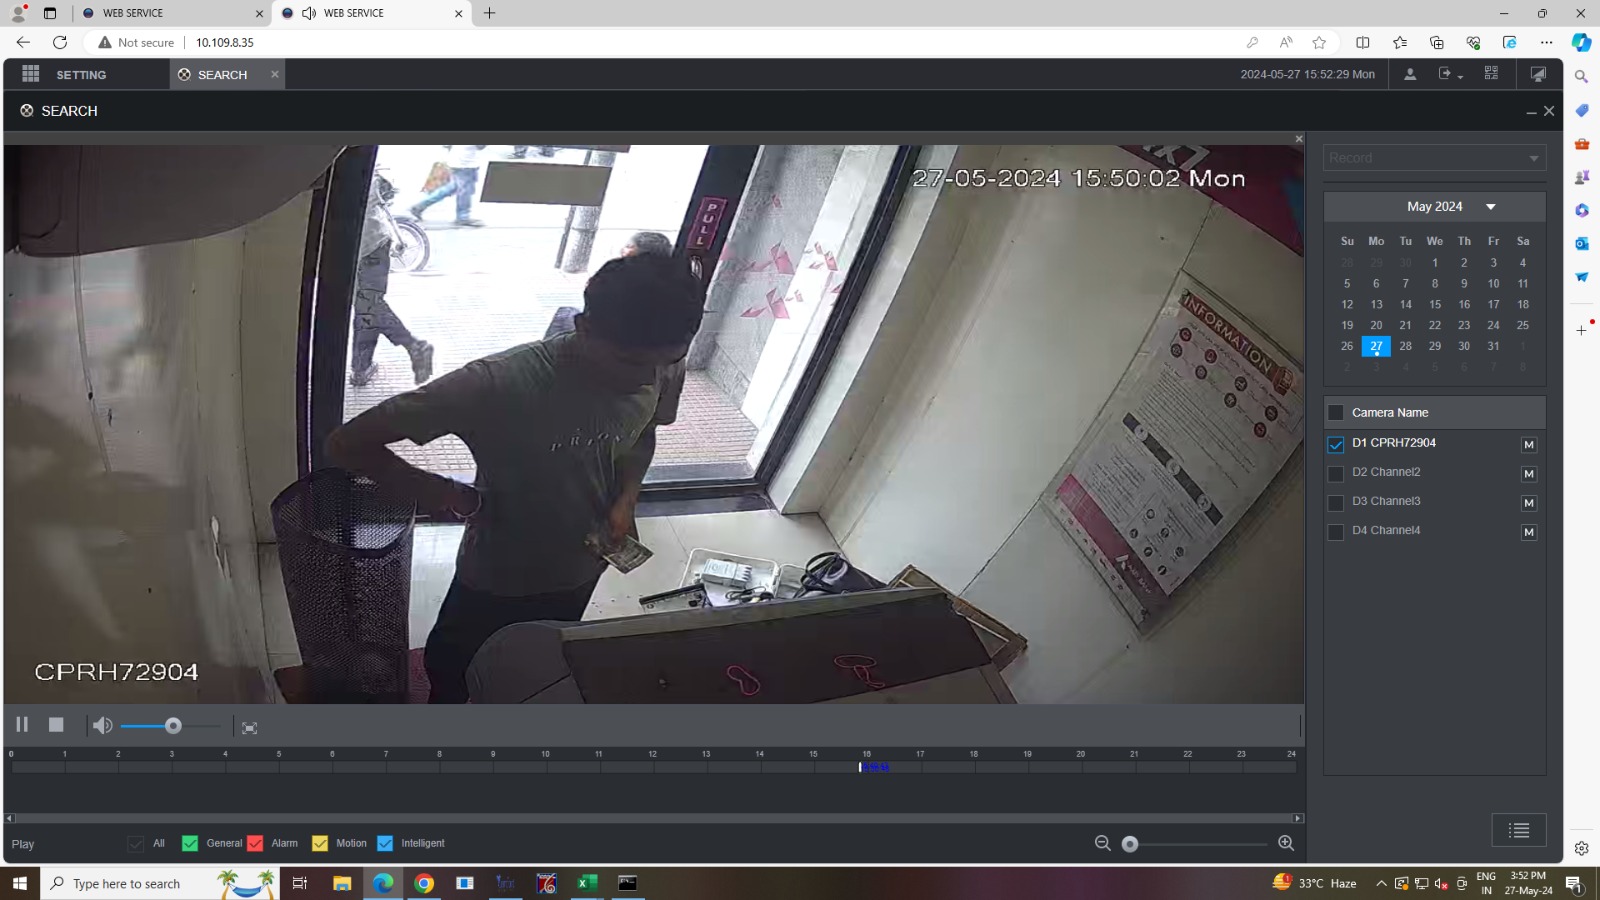 WEB SERVICE
WEB SERVICE
Not secure
10.109.8.35
SETTING
SEARCH
2024-05-27 15:52:29 Mon
SEARCH
27-05-2024 15:50:02 Mon
PULL
INFORMATION
CPRH72904
Record
May 2024
Su Mo Tu We Th Fr Sa
28 29 30 1 2 3 4
5 6 7 8 9 10 11
12 13 14 15 16 17 18
19 20 21 22 23 24 25
26 27 28 29 30 31 1
2 3 4 5 6 7 8
Camera Name
D1 CPRH72904 M
D2 Channel2 M
D3 Channel3 M
D4 Channel4 M
0 1 2 3 4 5 6 7 8 9 10 11 12 13 14 15 16 17 18 19 20 21 22 23 24
Play
All
General
Alarm
Motion
Intelligent
Type here to search
33°C Haze
ENG
IN
3:52 PM
27-May-24
1